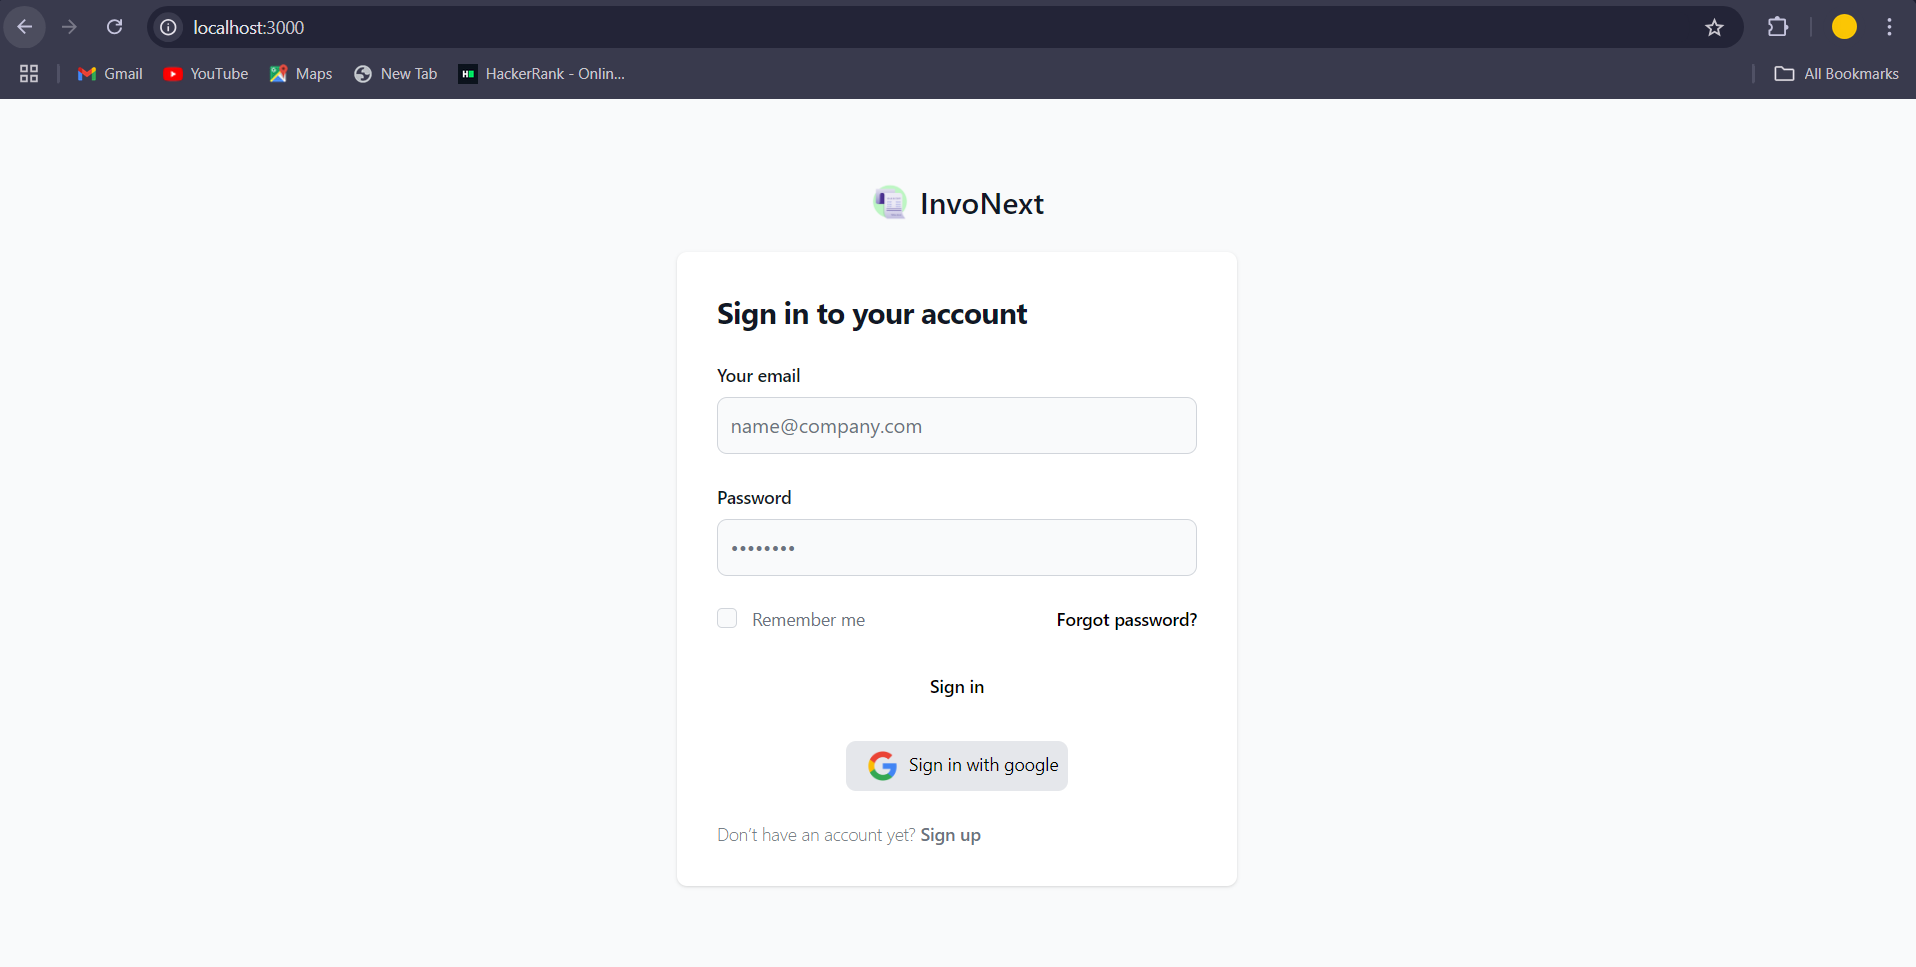 localhost:3000
Gmail YouTube Maps New Tab HackerRank - Onlin... All Bookmarks
InvoNext
Sign in to your account
Your email
name@company.com
Password
••••••••
Remember me Forgot password?
Sign in
Sign in with google
Don't have an account yet? Sign up